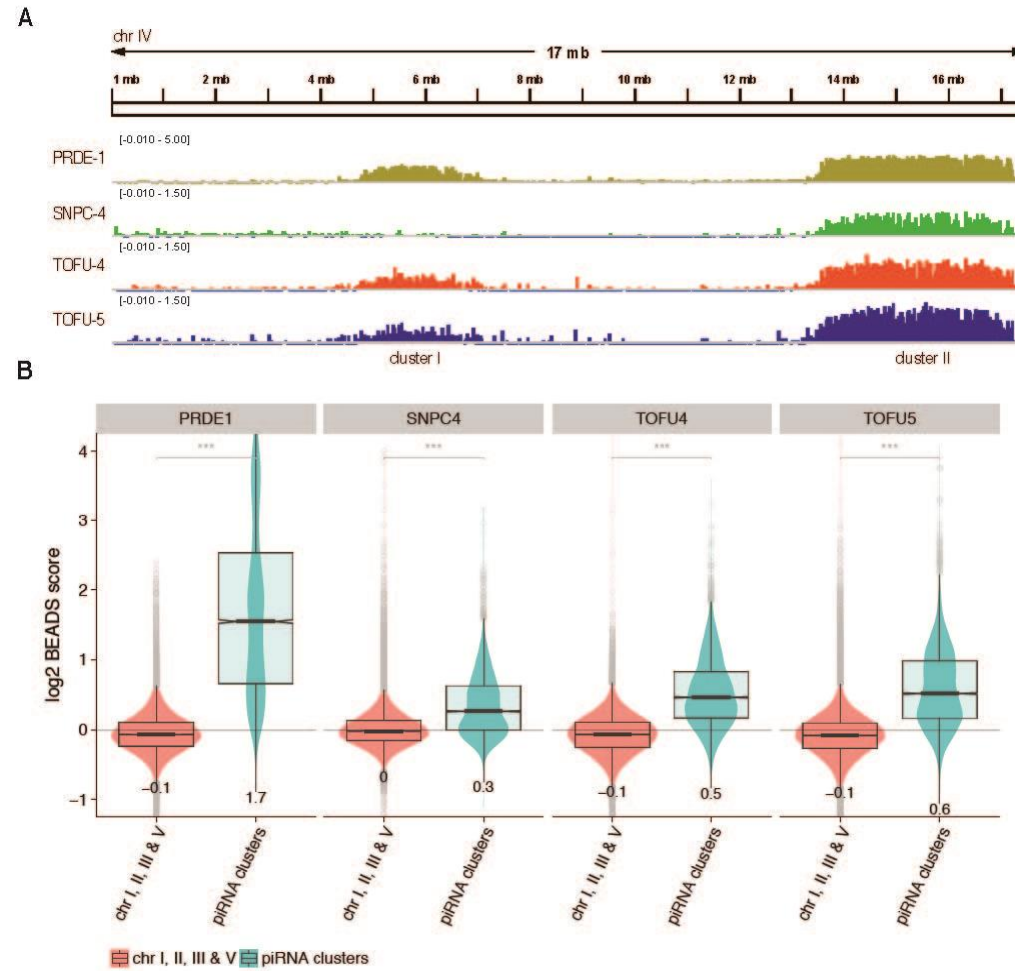 A
chr IV
17 mb
1 mb 2 mb 4 mb 6 mb 8 mb 10 mb 12 mb 14 mb 16 mb
[-0.010 - 5.00]
PRDE-1
[-0.010 - 1.50]
SNPC-4
[-0.010 - 1.50]
TOFU-4
[-0.010 - 1.50]
TOFU-5
cluster I cluster II
B
PRDE1 SNPC4 TOFU4 TOFU5
*** *** *** ***
4
3
2
1
0
−1
log2 BEADS score
−0.1 1.7 0 0.3 −0.1 0.5 −0.1 0.6
chr I, II, III & V piRNA clusters chr I, II, III & V piRNA clusters chr I, II, III & V piRNA clusters chr I, II, III & V piRNA clusters
chr I, II, III & V piRNA clusters